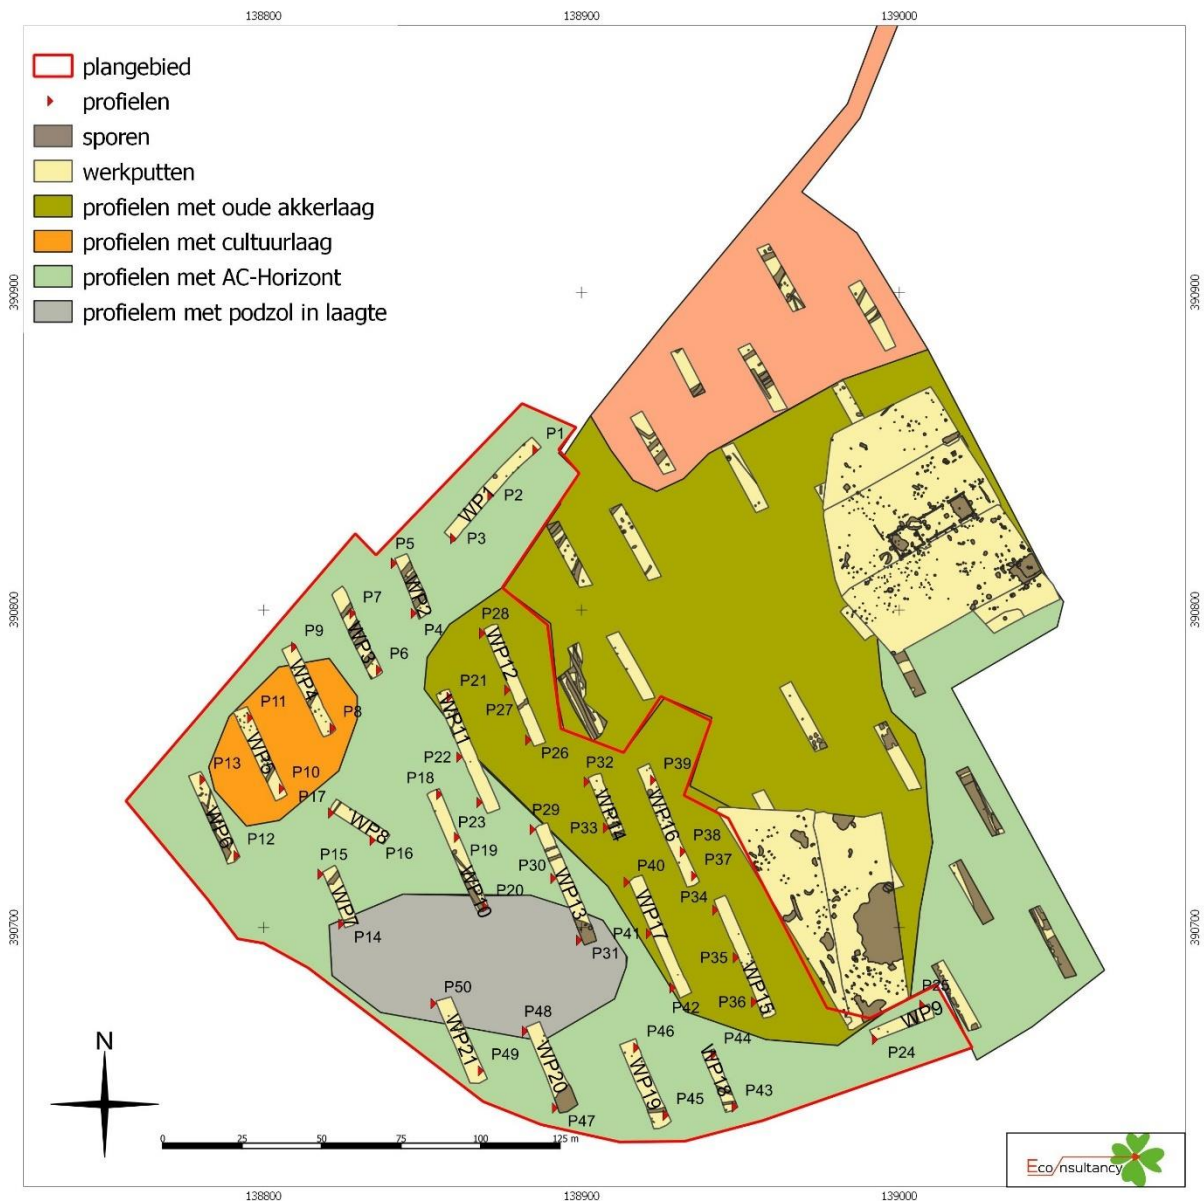 138800 138900 139000
plangebied
profielen
sporen
werkputten
profielen met oude akkerlaag
profielen met cultuurlaag
profielen met AC-Horizont
profielem met podzol in laagte
390900 390900
P1
WP1 P2
P3
P5
WP2
P4
P7
WP3
P6
390800 390800
P9
WP4
P8
P28
WP12
P27
P26
P21
WP11
P22
P23
P11
WP5
P10
P13
WP6
P12
P17
WP8
P16
P32
WP14
P33
P39
WP16
P38
P37
P18
P19
WP10
P20
P29
P30
WP13
P31
P15
WP7
P14
P40
P41
WP17
P42
P34
P35
WP15
P36
390700 390700
P25
WP9
P24
P50
WP21
P49
P48
WP20
P47
P46
WP19
P45
P44
WP18
P43
N
0 25 50 75 100 125 m
Econsultancy
138800 138900 139000